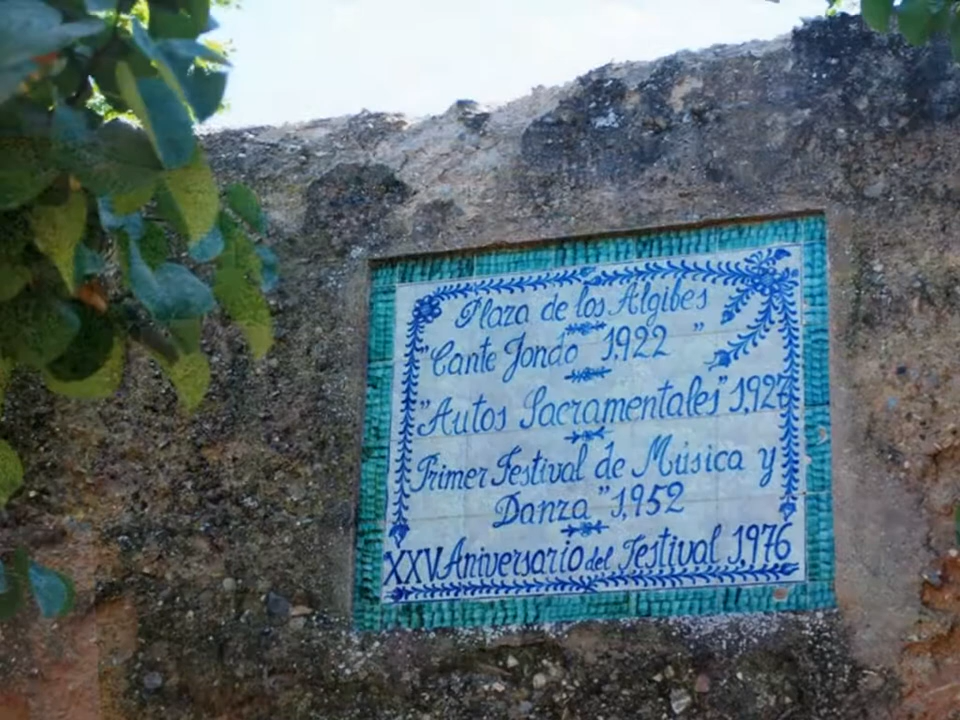 Plaza de los Algibes
"Cante Jondo 1.922 "
"Autos Sacramentales" 1,927
Primer Festival de Música y
Danza" 1,952
XXV Aniversario del Festival 1,976